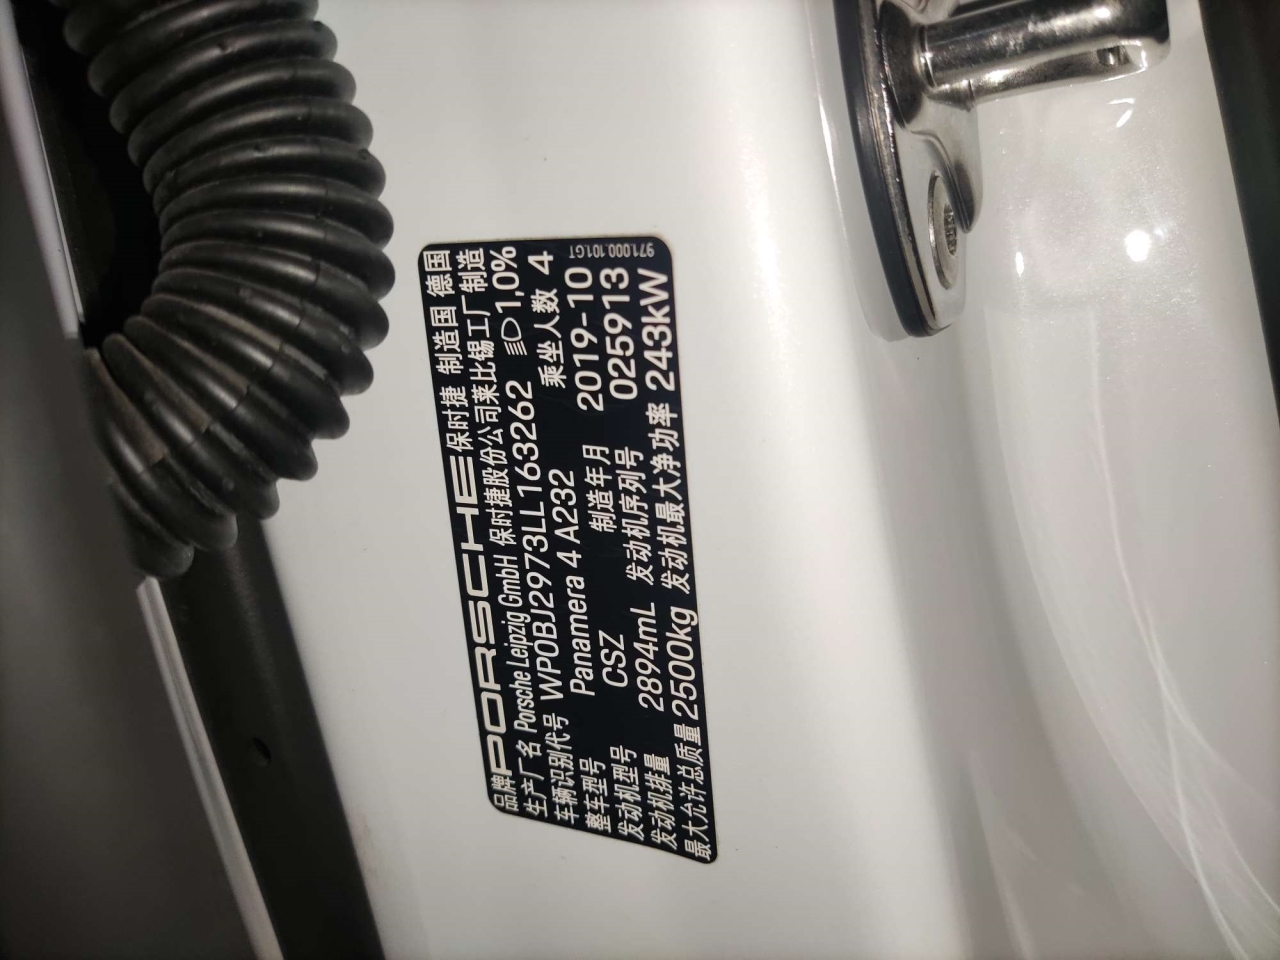 品牌 PORSCHE 保时捷 制造国 德国
生产厂名 Porsche Leipzig GmbH 保时捷股份公司莱比锡工厂制造
车辆识别代号 WP0BJ2973LL163262 1,0%
整车型号 Panamera 4 A232 乘坐人数 4
发动机型号 CSZ 制造年月 2019-10
发动机排量 2894mL 发动机序列号 025913
最大允许总质量 2500kg 发动机最大净功率 243kW
971.000.101.GT